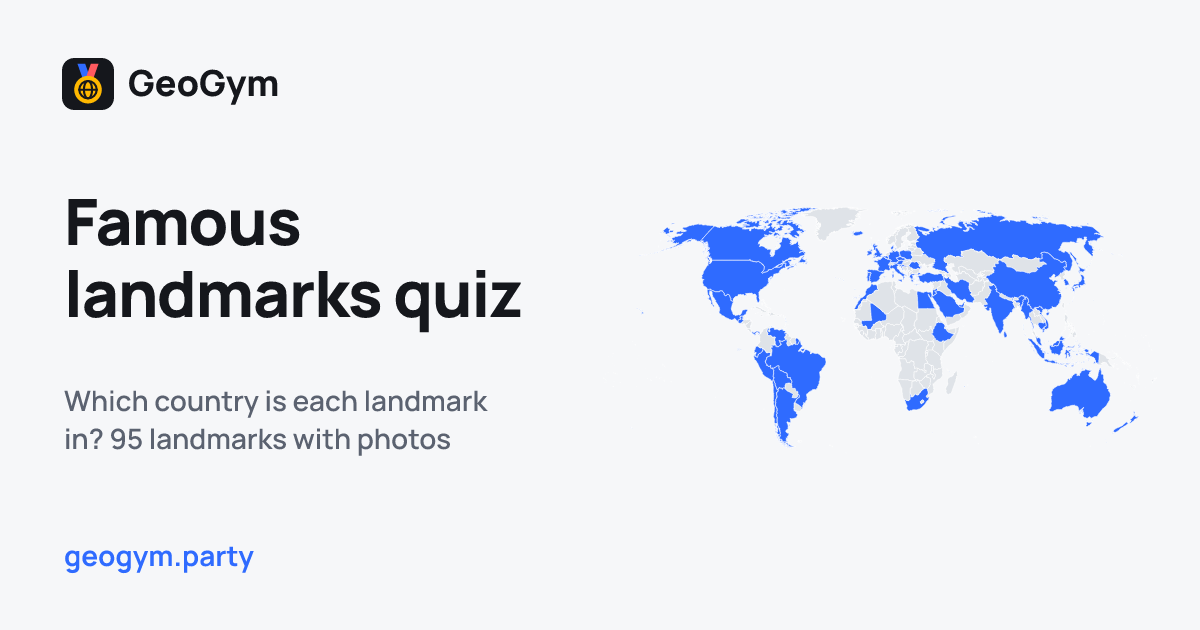 GeoGym
Famous
landmarks quiz
Which country is each landmark
in? 95 landmarks with photos
geogym.party